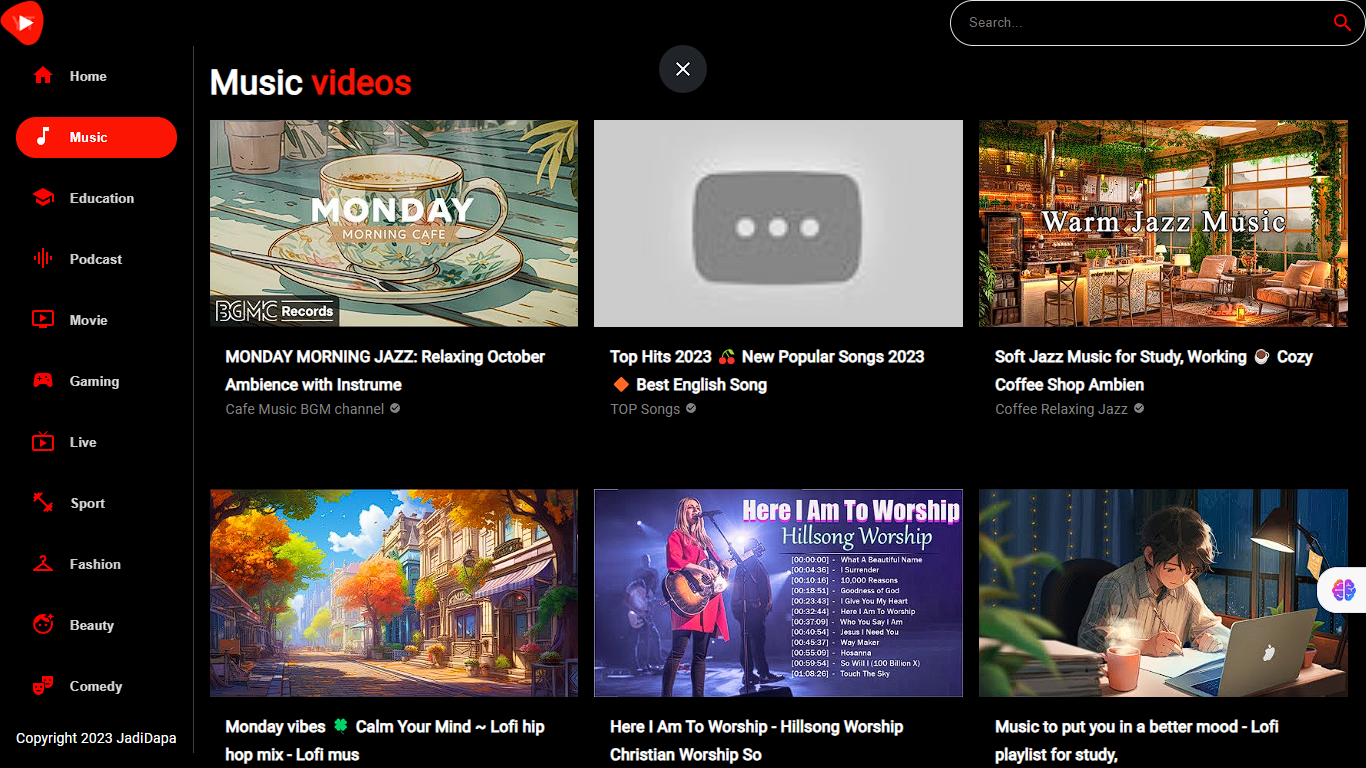 Search...
Home
Music
Education
Podcast
Movie
Gaming
Live
Sport
Fashion
Beauty
Comedy
Copyright 2023 JadiDapa
Music videos
MONDAY
MORNING CAFE
BGMC Records
MONDAY MORNING JAZZ: Relaxing October
Ambience with Instrume
Cafe Music BGM channel
Top Hits 2023 🍒 New Popular Songs 2023
🔶 Best English Song
TOP Songs
Warm Jazz Music
Soft Jazz Music for Study, Working ☕ Cozy
Coffee Shop Ambien
Coffee Relaxing Jazz
Monday vibes 🍀 Calm Your Mind ~ Lofi hip
hop mix - Lofi mus
Here I Am To Worship
Hillsong Worship
[00:00:00] - What A Beautiful Name
[00:04:36] - I Surrender
[00:10:16] - 10,000 Reasons
[00:18:51] - Goodness of God
[00:23:43] - I Give You My Heart
[00:32:44] - Here I Am To Worship
[00:37:09] - Who You Say I Am
[00:40:54] - Jesus I Need You
[00:45:37] - Way Maker
[00:55:09] - Hosanna
[00:59:54] - So Will I (100 Billion X)
[01:08:26] - Touch The Sky
Here I Am To Worship - Hillsong Worship
Christian Worship So
Music to put you in a better mood - Lofi
playlist for study,